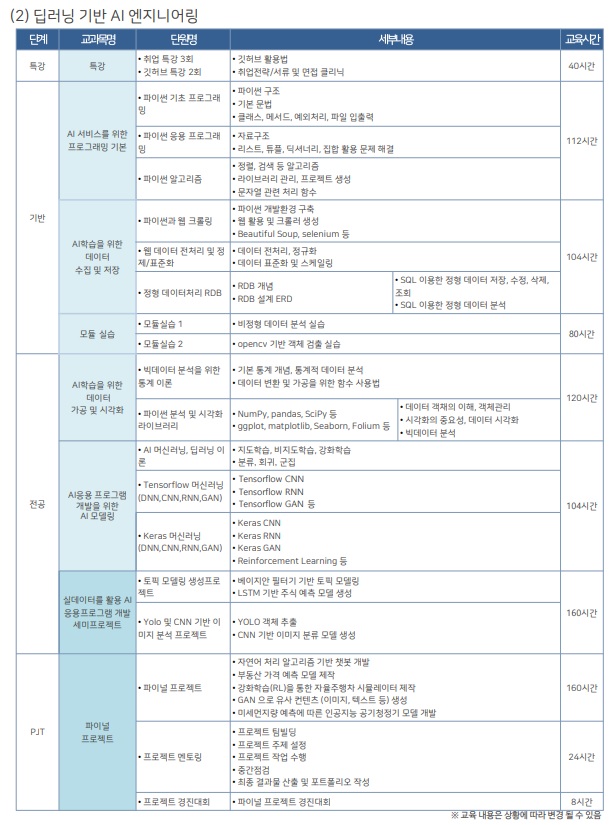 (2) 딥러닝 기반 AI 엔지니어링
단계 교과목명 단원명 세부내용 교육시간
특강 특강
• 취업 특강 3회
• 깃허브 특강 2회
• 깃허브 활용법
• 취업전략/서류 및 면접 클리닉
40시간
기반
AI 서비스를 위한
프로그래밍 기본
• 파이썬 기초 프로그래
밍
• 파이썬 구조
• 기본 문법
• 클래스, 메서드, 예외처리, 파일 입출력
• 파이썬 응용 프로그래
밍
• 자료구조
• 리스트, 튜플, 딕셔너리, 집합 활용 문제 해결
• 파이썬 알고리즘
• 정렬, 검색 등 알고리즘
• 라이브러리 관리, 프로젝트 생성
• 문자열 관련 처리 함수
112시간
AI학습을 위한
데이터
수집 및 저장
• 파이썬과 웹 크롤링
• 파이썬 개발환경 구축
• 웹 활용 및 크롤러 생성
• Beautiful Soup, selenium 등
• 웹 데이터 전처리 및 정
제/표준화
• 데이터 전처리, 정규화
• 데이터 표준화 및 스케일링
• 정형 데이터처리 RDB
• RDB 개념
• RDB 설계 ERD
• SQL 이용한 정형 데이터 저장, 수정, 삭제,
조회
• SQL 이용한 정형 데이터 분석
104시간
모듈 실습
• 모듈실습 1
• 비정형 데이터 분석 실습
• 모듈실습 2
• opencv 기반 객체 검출 실습
80시간
전공
AI학습을 위한
데이터
가공 및 시각화
• 빅데이터 분석을 위한
통계 이론
• 기본 통계 개념, 통계적 데이터 분석
• 데이터 변환 및 가공을 위한 함수 사용법
• 파이썬 분석 및 시각화
라이브러리
• NumPy, pandas, SciPy 등
• ggplot, matplotlib, Seaborn, Folium 등
• 데이터 객채의 이해, 객체관리
• 시각화의 중요성, 데이터 시각화
• 빅데이터 분석
120시간
AI응용 프로그램
개발을 위한
AI 모델링
• AI 머신러닝, 딥러닝 이
론
• 지도학습, 비지도학습, 강화학습
• 분류, 회귀, 군집
• Tensorflow 머신러닝
(DNN,CNN,RNN,GAN)
• Tensorflow CNN
• Tensorflow RNN
• Tensorflow GAN 등
• Keras 머신러닝
(DNN,CNN,RNN,GAN)
• Keras CNN
• Keras RNN
• Keras GAN
• Reinforcement Learning 등
104시간
실데이터를 활용 AI
응용프로그램 개발
세미프로젝트
• 토픽 모델링 생성프로젝
트
• 베이지안 필터기 기반 토픽 모델링
• LSTM 기반 주식 예측 모델 생성
• Yolo 및 CNN 기반 이
미지 분석 프로젝트
• YOLO 객체 추출
• CNN 기반 이미지 분류 모델 생성
160시간
PJT
파이널
프로젝트
• 파이널 프로젝트
• 자연어 처리 알고리즘 기반 챗봇 개발
• 부동산 가격 예측 모델 제작
• 강화학습(RL)을 통한 자율주행차 시뮬레이터 제작
• GAN 으로 유사 컨텐츠 (이미지, 텍스트 등) 생성
• 미세먼지량 예측에 따른 인공지능 공기청정기 모델 개발
160시간
• 프로젝트 멘토링
• 프로젝트 팀빌딩
• 프로젝트 주제 설정
• 프로젝트 작업 수행
• 중간점검
• 최종 결과물 산출 및 포트폴리오 작성
24시간
• 프로젝트 경진대회
• 파이널 프로젝트 경진대회
8시간
※ 교육 내용은 상황에 따라 변경 될 수 있음